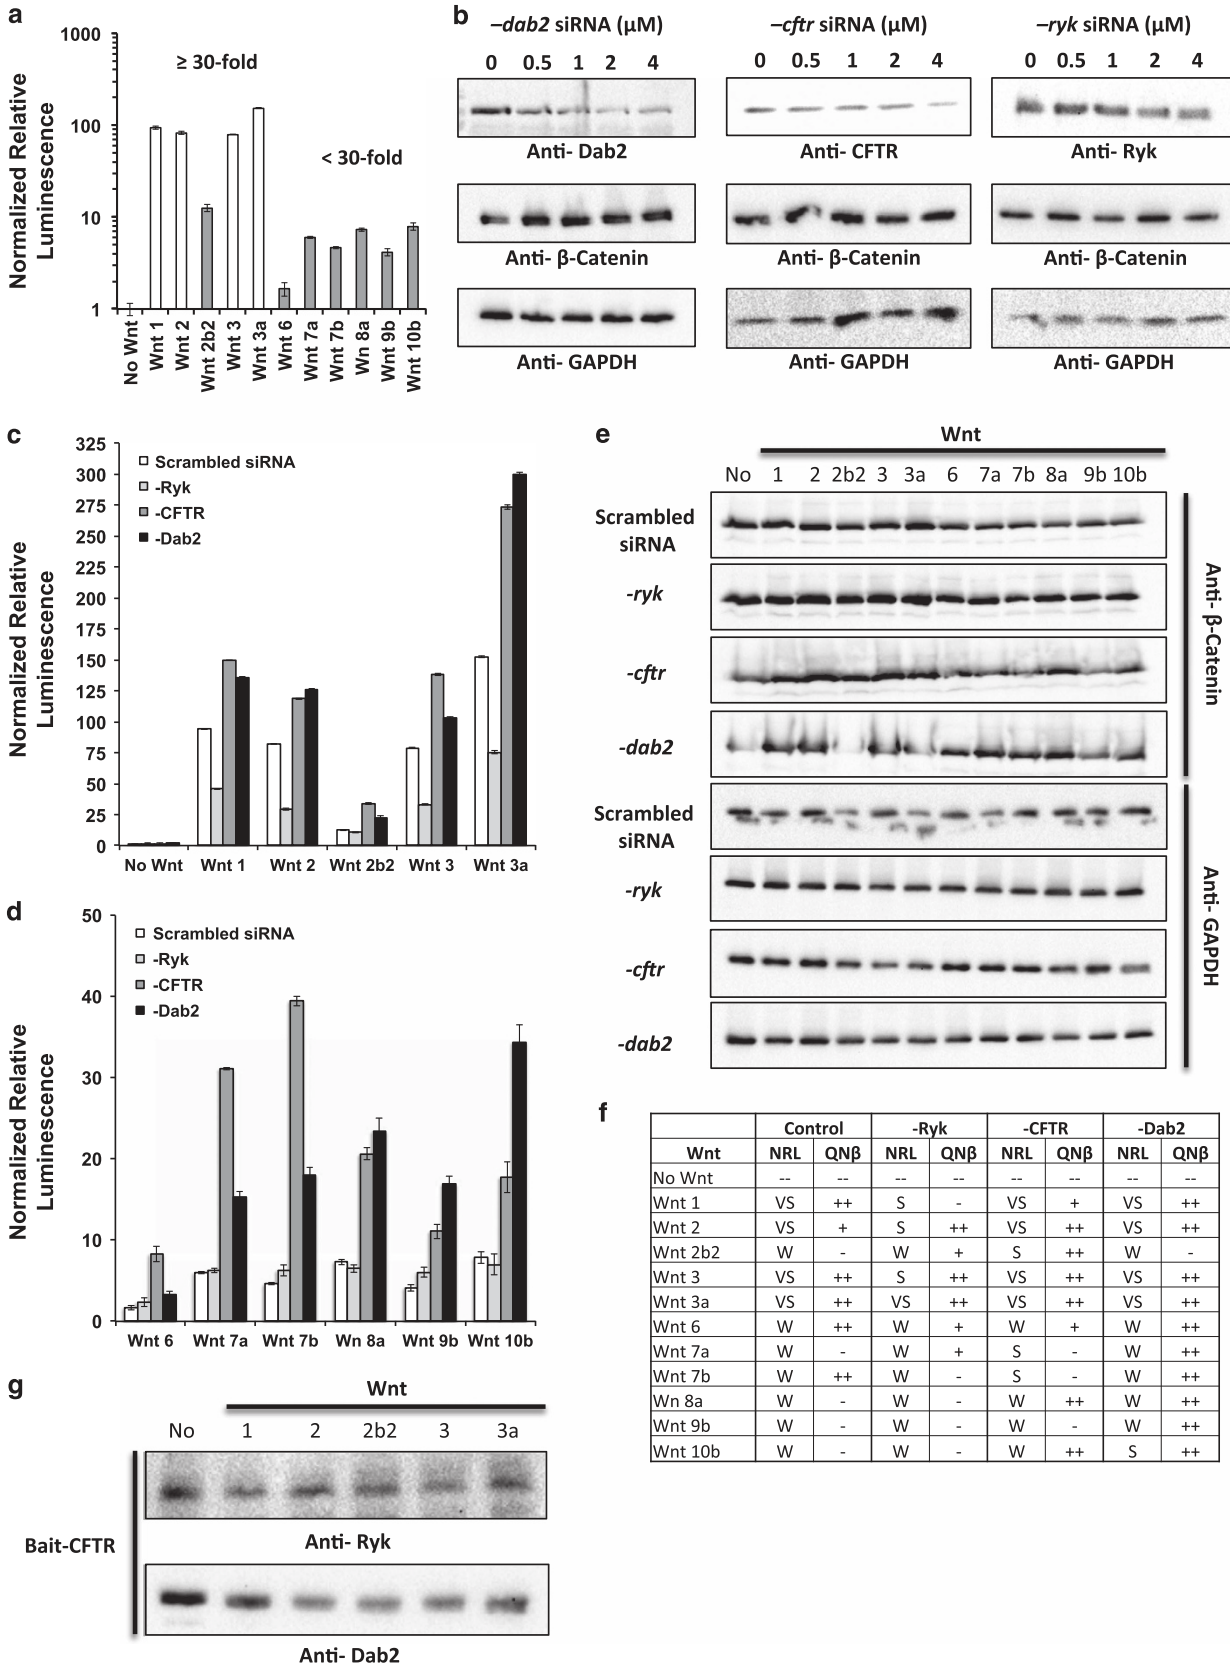 a
1000
100
10
1
Normalized Relative
Luminescence
≥ 30-fold
< 30-fold
No Wnt
Wnt 1
Wnt 2
Wnt 2b2
Wnt 3
Wnt 3a
Wnt 6
Wnt 7a
Wnt 7b
Wn 8a
Wnt 9b
Wnt 10b
b
–dab2 siRNA (μM)
–cftr siRNA (μM)
–ryk siRNA (μM)
0 0.5 1 2 4
0 0.5 1 2 4
0 0.5 1 2 4
Anti- Dab2
Anti- CFTR
Anti- Ryk
Anti- β-Catenin
Anti- β-Catenin
Anti- β-Catenin
Anti- GAPDH
Anti- GAPDH
Anti- GAPDH
c
325
300
275
250
225
200
175
150
125
100
75
50
25
0
Normalized Relative
Luminescence
Scrambled siRNA
-Ryk
-CFTR
-Dab2
No Wnt Wnt 1 Wnt 2 Wnt 2b2 Wnt 3 Wnt 3a
d
50
40
30
20
10
0
Normalized Relative
Luminescence
Scrambled siRNA
-Ryk
-CFTR
-Dab2
Wnt 6 Wnt 7a Wnt 7b Wn 8a Wnt 9b Wnt 10b
e
Wnt
No 1 2 2b2 3 3a 6 7a 7b 8a 9b 10b
Scrambled
siRNA
-ryk
-cftr
-dab2
Scrambled
siRNA
-ryk
-cftr
-dab2
Anti- β-Catenin
Anti- GAPDH
f
Control -Ryk -CFTR -Dab2
Wnt NRL QNβ NRL QNβ NRL QNβ NRL QNβ
No Wnt -- -- -- -- -- -- -- --
Wnt 1 VS ++ S - VS + VS ++
Wnt 2 VS + S ++ VS ++ VS ++
Wnt 2b2 W - W + S ++ W -
Wnt 3 VS ++ S ++ VS ++ VS ++
Wnt 3a VS ++ VS ++ VS ++ VS ++
Wnt 6 W ++ W + W + W ++
Wnt 7a W - W + S - W ++
Wnt 7b W ++ W - S - W ++
Wn 8a W - W - W ++ W ++
Wnt 9b W - W - W - W ++
Wnt 10b W - W - W ++ S ++
g
Wnt
No 1 2 2b2 3 3a
Bait-CFTR
Anti- Ryk
Anti- Dab2